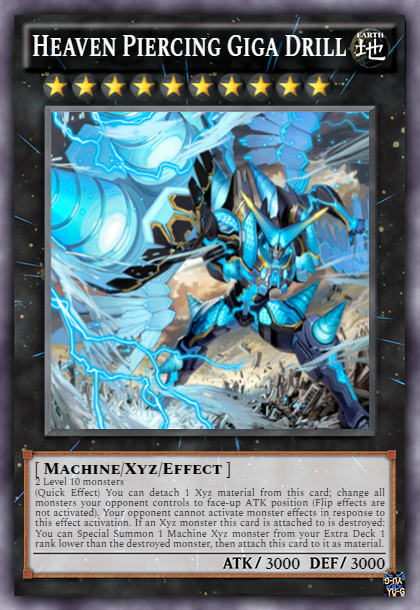 HEAVEN PIERCING GIGA DRILL
EARTH
地
[ MACHINE/XYZ/EFFECT ]
2 Level 10 monsters
(Quick Effect) You can detach 1 Xyz material from this card; change all
monsters your opponent controls to face-up ATK position (Flip effects are
not activated). Your opponent cannot activate monster effects in response to
this effect activation. If an Xyz monster this card is attached to is destroyed:
You can Special Summon 1 Machine Xyz monster from your Extra Deck 1
rank lower than the destroyed monster, then attach this card to it as material.
ATK / 3000 DEF / 3000